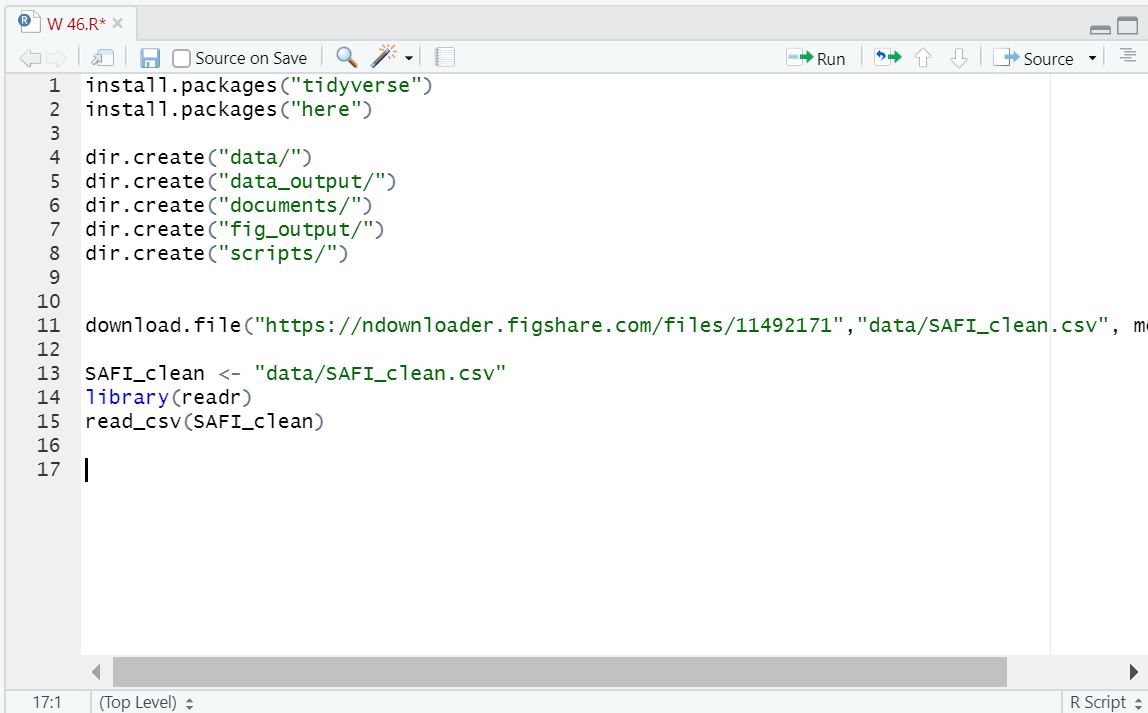 W 46.R*
Source on Save
Run
Source
1 install.packages("tidyverse")
2 install.packages("here")
3
4 dir.create("data/")
5 dir.create("data_output/")
6 dir.create("documents/")
7 dir.create("fig_output/")
8 dir.create("scripts/")
9
10
11 download.file("https://ndownloader.figshare.com/files/11492171","data/SAFI_clean.csv", m
12
13 SAFI_clean <- "data/SAFI_clean.csv"
14 library(readr)
15 read_csv(SAFI_clean)
16
17
17:1
(Top Level)
R Script